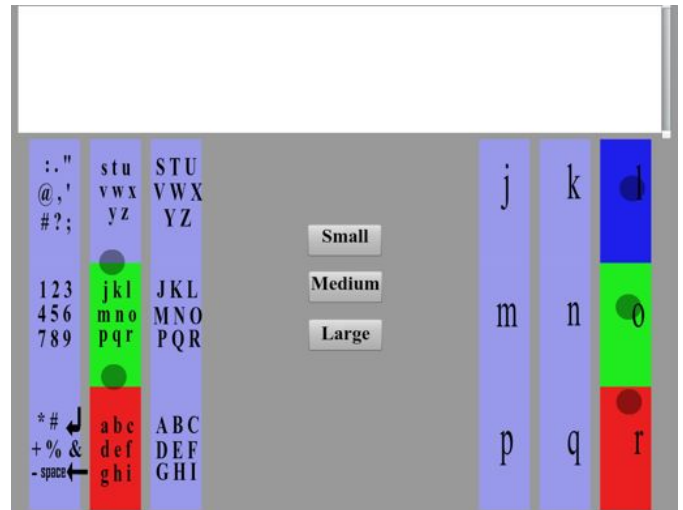 : . " s t u S T U
@ , ' v w x V W X
# ? ; y z Y Z
1 2 3 j k l J K L
4 5 6 m n o M N O
7 8 9 p q r P Q R
* # ↲ a b c A B C
+ % & d e f D E F
- space ← g h i G H I
Small
Medium
Large
j k l
m n o
p q r